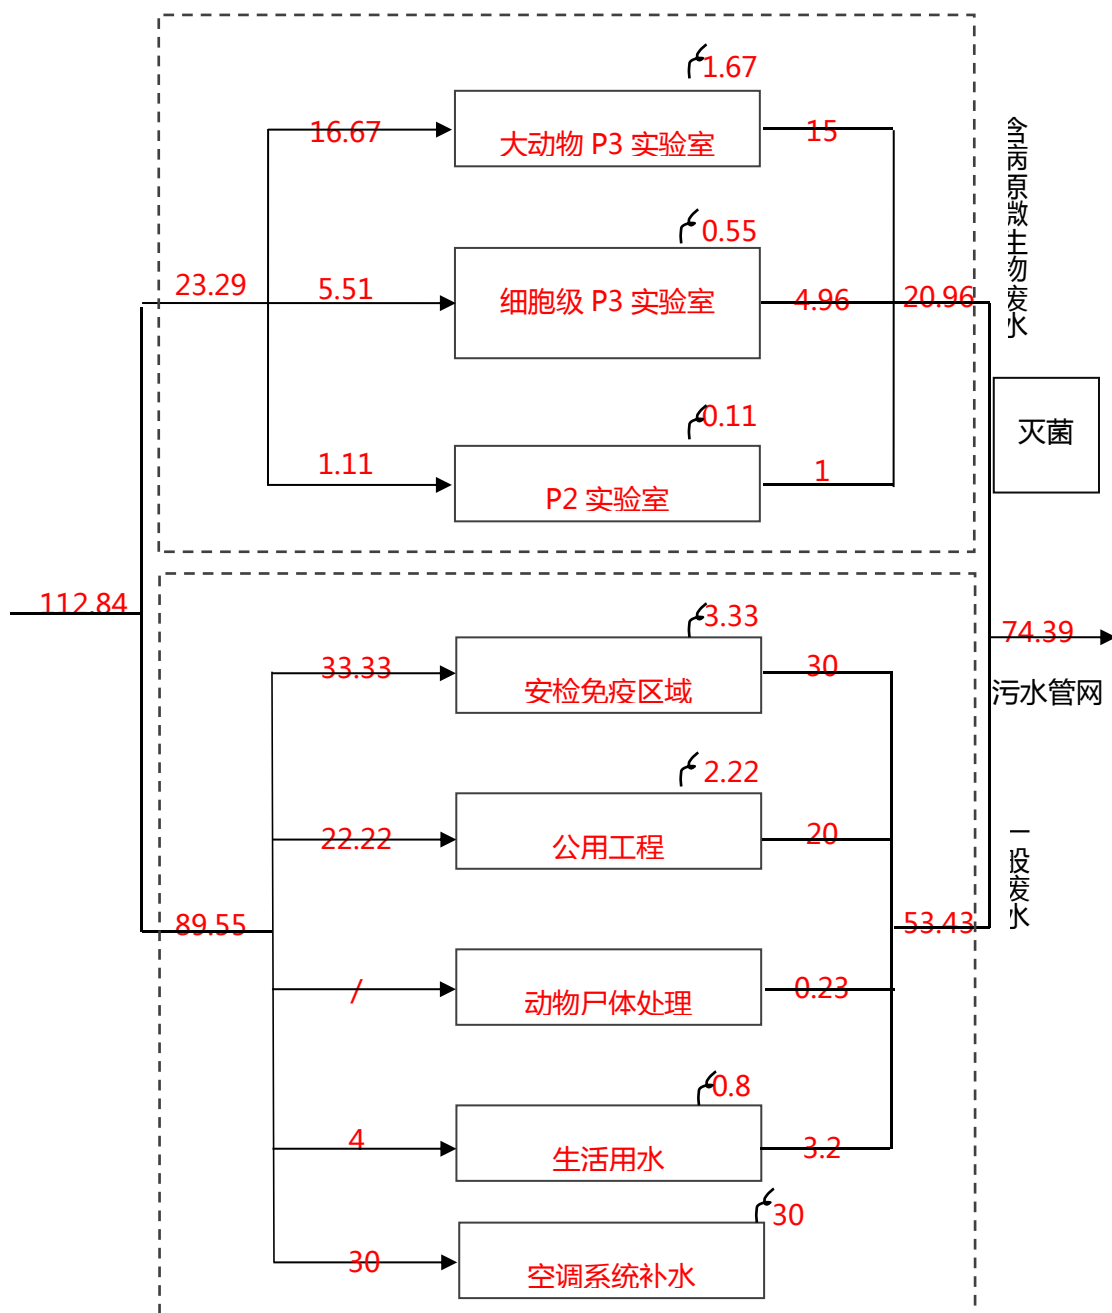 1.67
16.67
大动物 P3 实验室
15
含病原微生物废水
0.55
23.29
5.51
细胞级 P3 实验室
4.96
20.96
0.11
灭菌
1.11
P2 实验室
1
112.84
3.33
33.33
安检免疫区域
30
74.39
污水管网
2.22
22.22
公用工程
20
一般废水
89.55
53.43
/
动物尸体处理
0.23
0.8
4
生活用水
3.2
30
30
空调系统补水